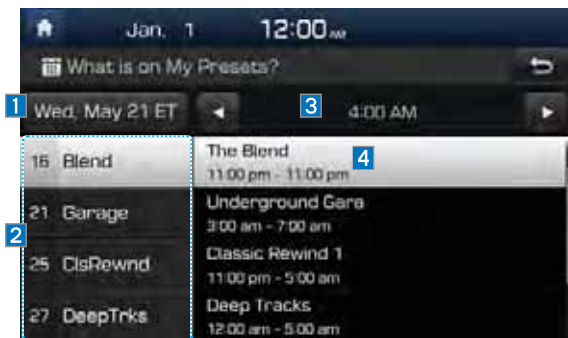 Jan. 1 12:00 AM
What is on My Presets?
1 Wed, May 21 ET 3 4:00 AM
2
16 Blend
The Blend 4
11:00 pm - 11:00 pm
21 Garage
Underground Gara
3:00 am - 7:00 am
25 ClsRewnd
Classic Rewind 1
11:00 pm - 5:00 am
27 DeepTrks
Deep Tracks
12:00 am - 5:00 am